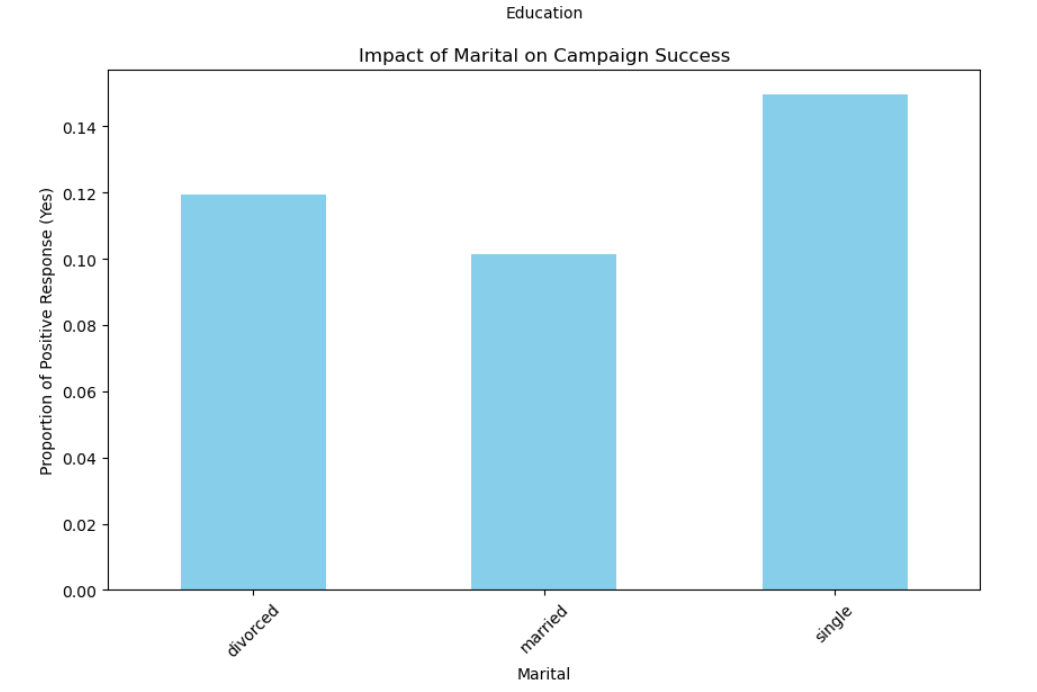 Education
Impact of Marital on Campaign Success
Proportion of Positive Response (Yes)
0.14
0.12
0.10
0.08
0.06
0.04
0.02
0.00
divorced
married
single
Marital